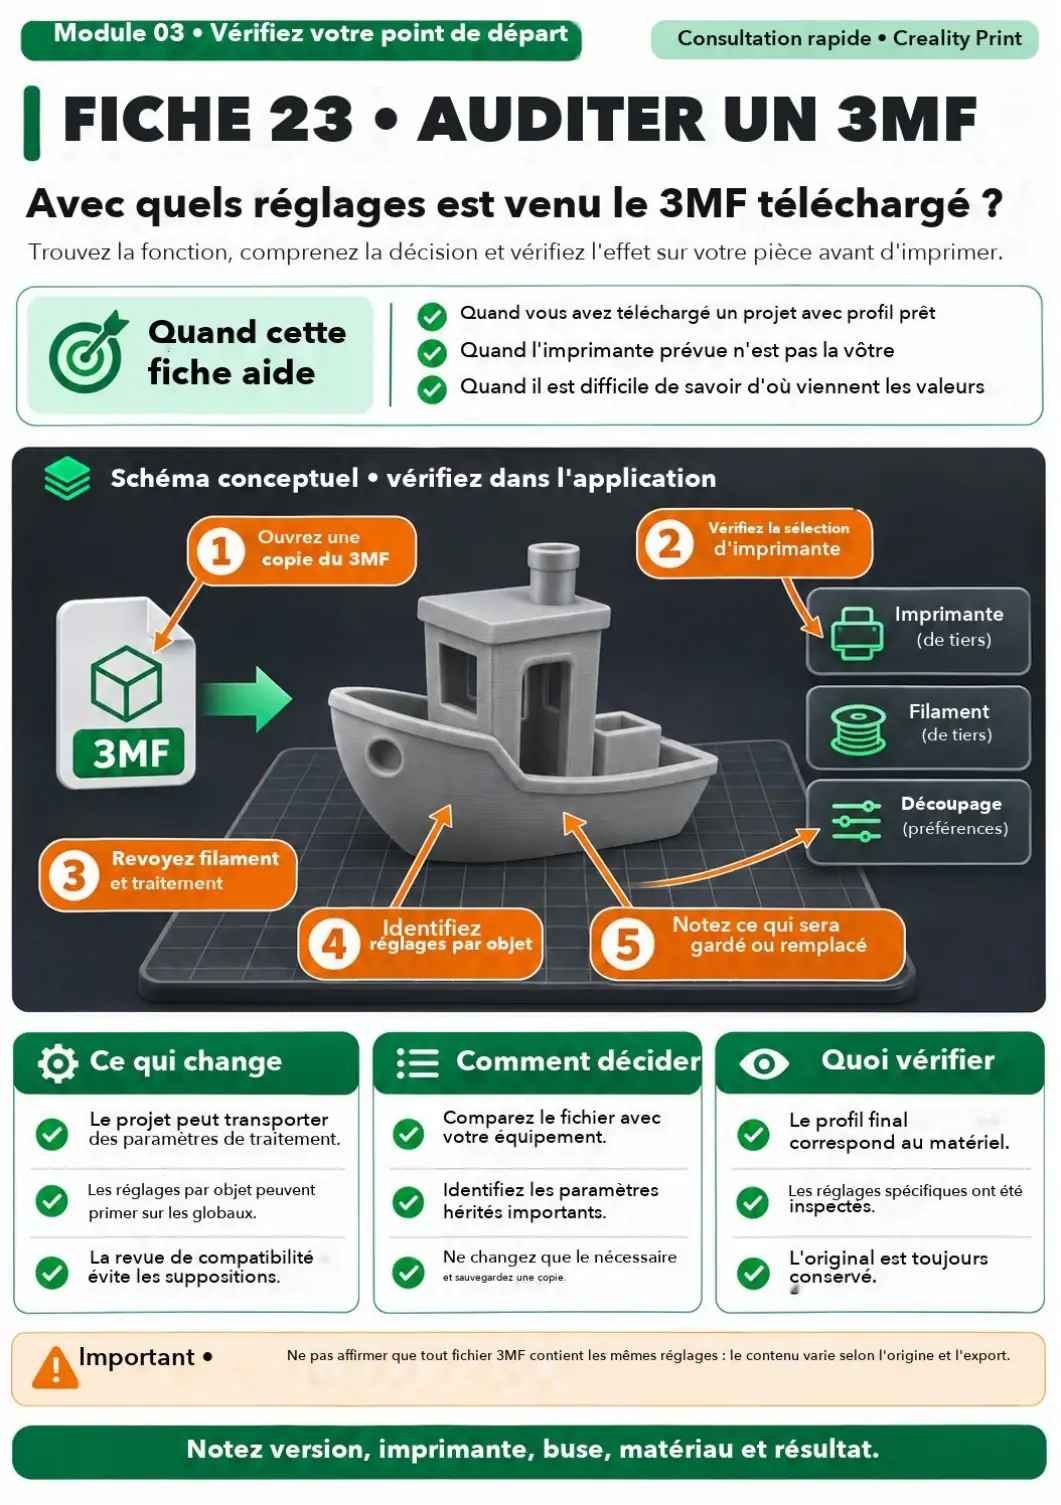 Module 03 • Vérifiez votre point de départ
Consultation rapide • Creality Print
FICHE 23 • AUDITER UN 3MF
Avec quels réglages est venu le 3MF téléchargé ?
Trouvez la fonction, comprenez la décision et vérifiez l'effet sur votre pièce avant d'imprimer.
Quand cette
fiche aide
Quand vous avez téléchargé un projet avec profil prêt
Quand l'imprimante prévue n'est pas la vôtre
Quand il est difficile de savoir d'où viennent les valeurs
Schéma conceptuel • vérifiez dans l'application
1 Ouvrez une
copie du 3MF
2 Vérifiez la sélection
d'imprimante
3MF
Imprimante
(de tiers)
Filament
(de tiers)
Découpage
(préférences)
3 Revoyez filament
et traitement
4 Identifiez
réglages par objet
5 Notez ce qui sera
gardé ou remplacé
Ce qui change
Le projet peut transporter
des paramètres de traitement.
Les réglages par objet peuvent
primer sur les globaux.
La revue de compatibilité
évite les suppositions.
Comment décider
Comparez le fichier avec
votre équipement.
Identifiez les paramètres
hérités importants.
Ne changez que le nécessaire
et sauvegardez une copie.
Quoi vérifier
Le profil final
correspond au matériel.
Les réglages spécifiques ont été
inspectés.
L'original est toujours
conservé.
Important •
Ne pas affirmer que tout fichier 3MF contient les mêmes réglages : le contenu varie selon l'origine et l'export.
Notez version, imprimante, buse, matériau et résultat.